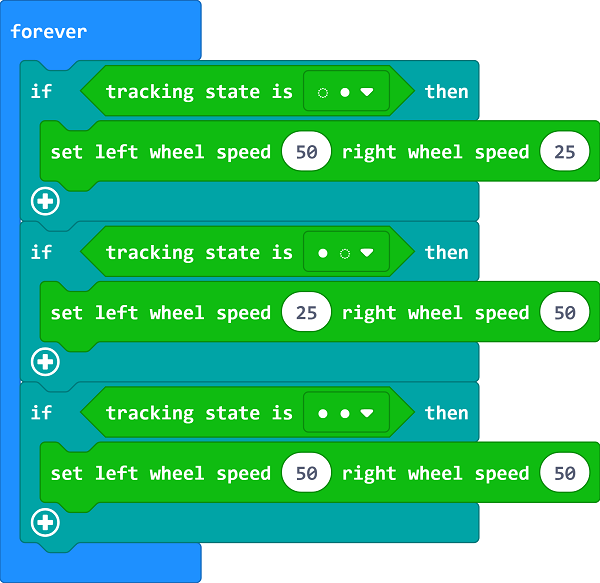 forever
if tracking state is ◌ ● then
set left wheel speed 50 right wheel speed 25
if tracking state is ● ◌ then
set left wheel speed 25 right wheel speed 50
if tracking state is ● ● then
set left wheel speed 50 right wheel speed 50